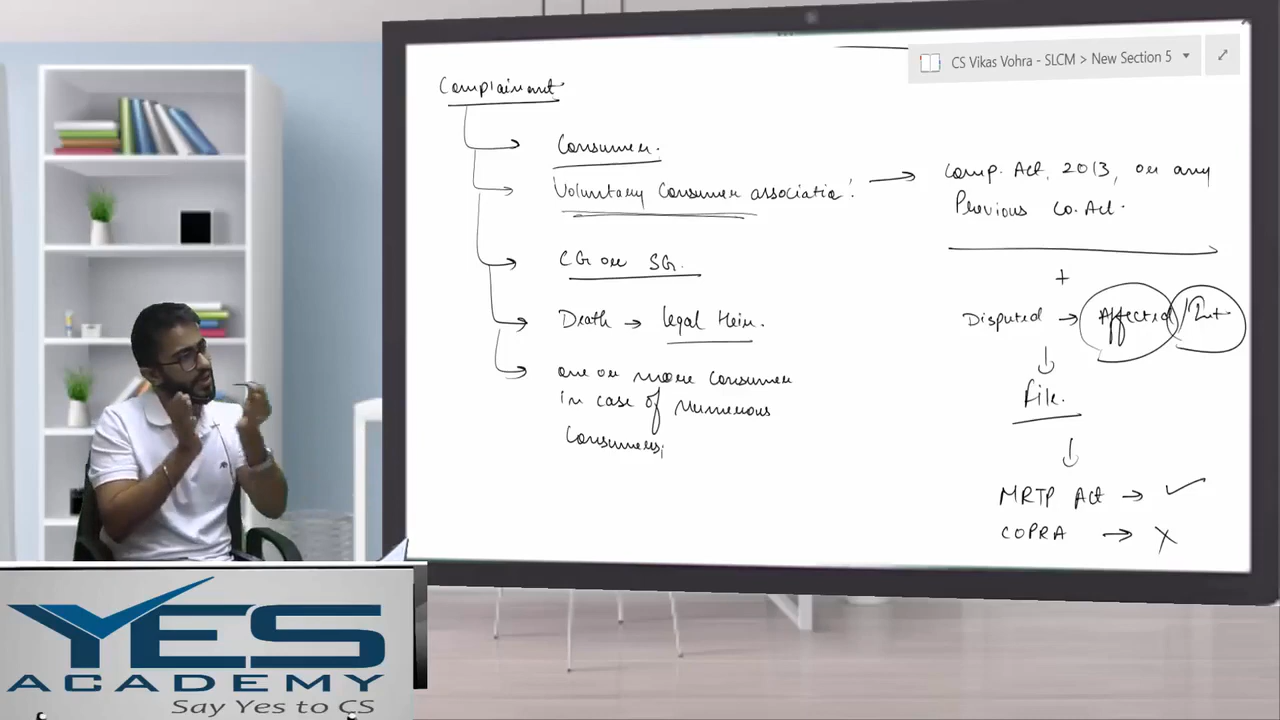 CS Vikas Vohra - SLCM > New Section 5
Complainant
Consumer.
Voluntary Consumer associatio!
Comp. Act, 2013, or any
Previous Co. Act.
CG or SG.
+
Death → legal Heir.
Disputed → Affected
one or more consumer
in case of numerous
consumers;
File.
MRTP Act → ✓
COPRA → X
YES
ACADEMY
Say Yes to CS